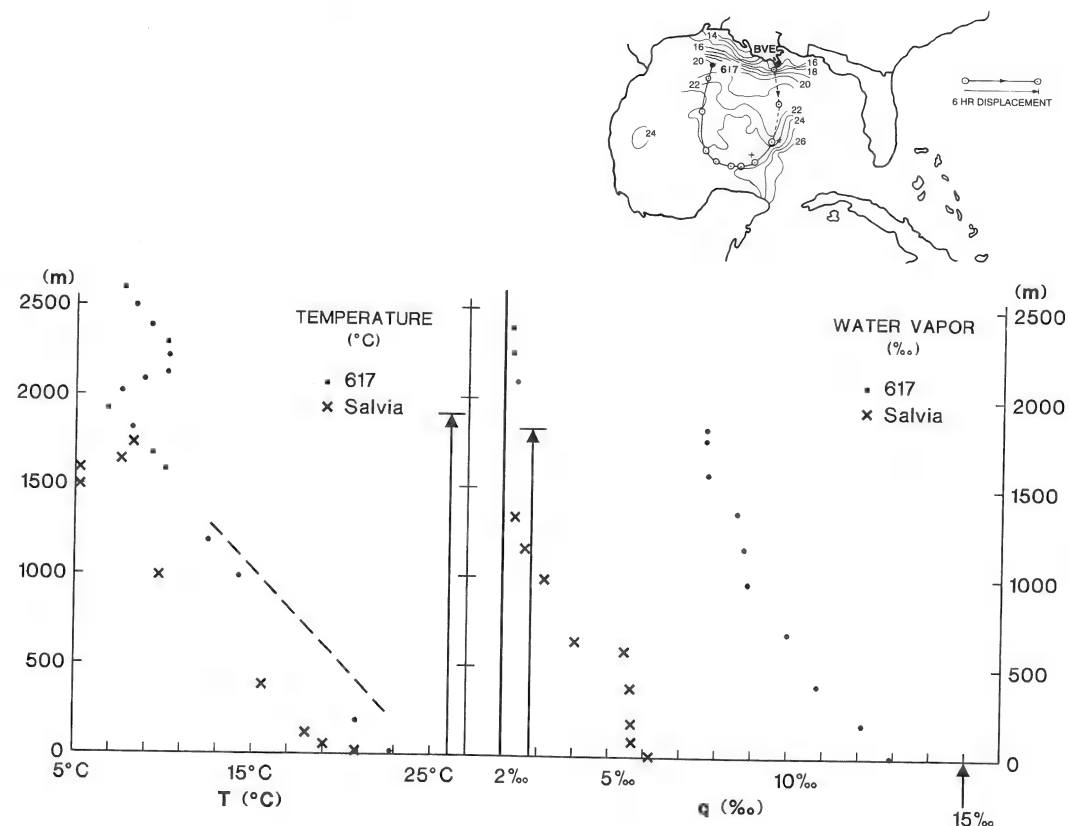 14
16
20
22
BVE
617
16
18
20
22
24
26
24
6 HR DISPLACEMENT
(m)
2500
2000
1500
1000
500
0
TEMPERATURE
(°C)
▪ 617
× Salvia
5°C
15°C
25°C
T (°C)
WATER VAPOR
(‰)
▪ 617
× Salvia
(m)
2500
2000
1500
1000
500
0
2‰
5‰
10‰
15‰
q (‰)